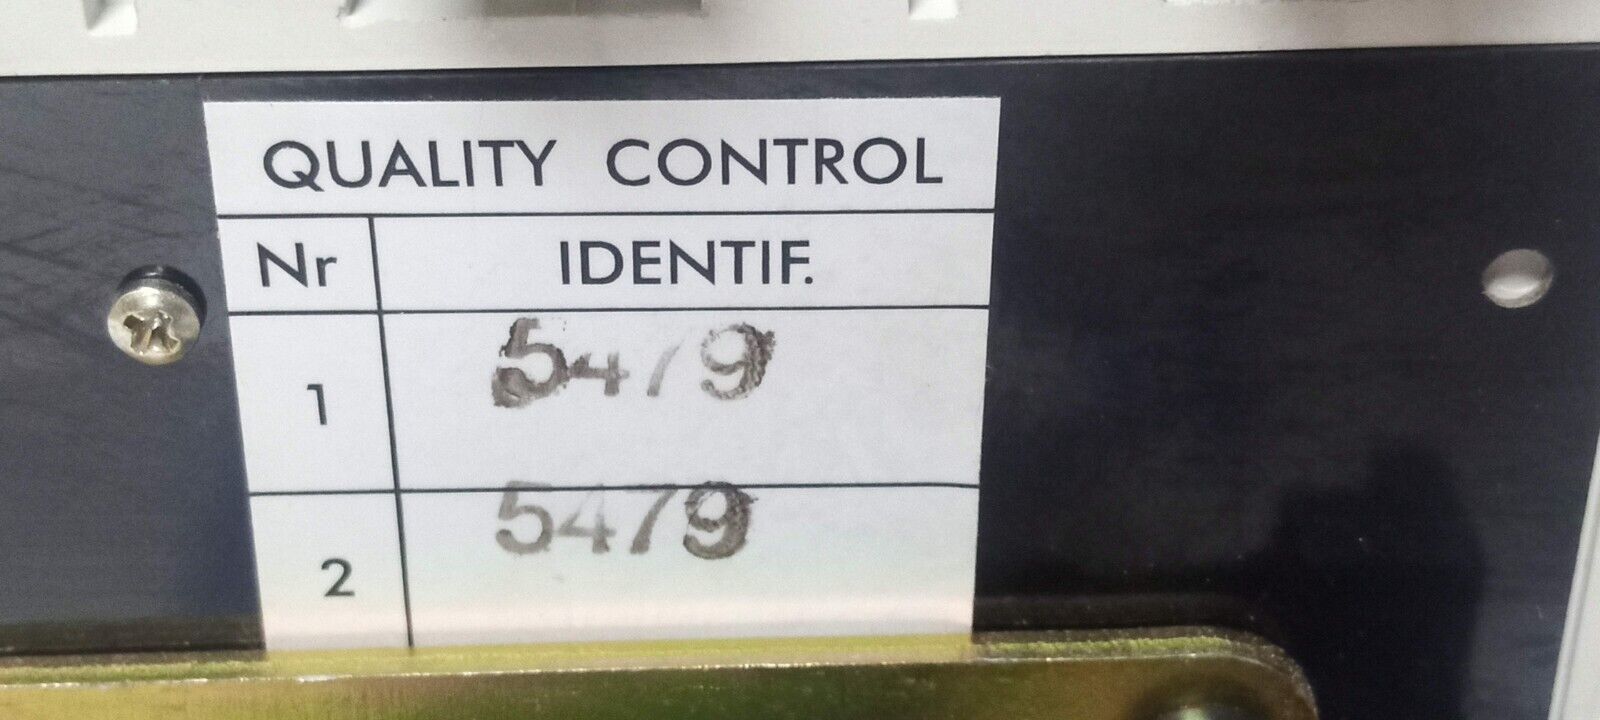 QUALITY CONTROL
Nr IDENTIF.
1 5479
2 5479